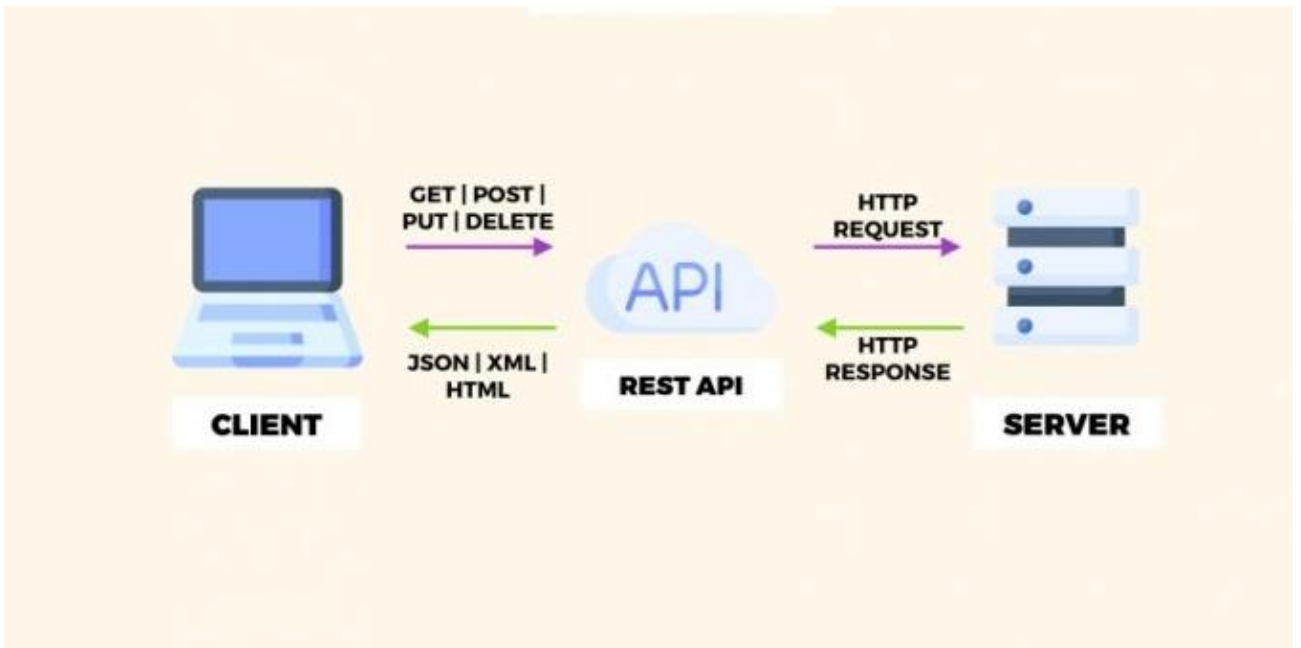 GET | POST |
PUT | DELETE
JSON | XML |
HTML
CLIENT
API
REST API
HTTP
REQUEST
HTTP
RESPONSE
SERVER